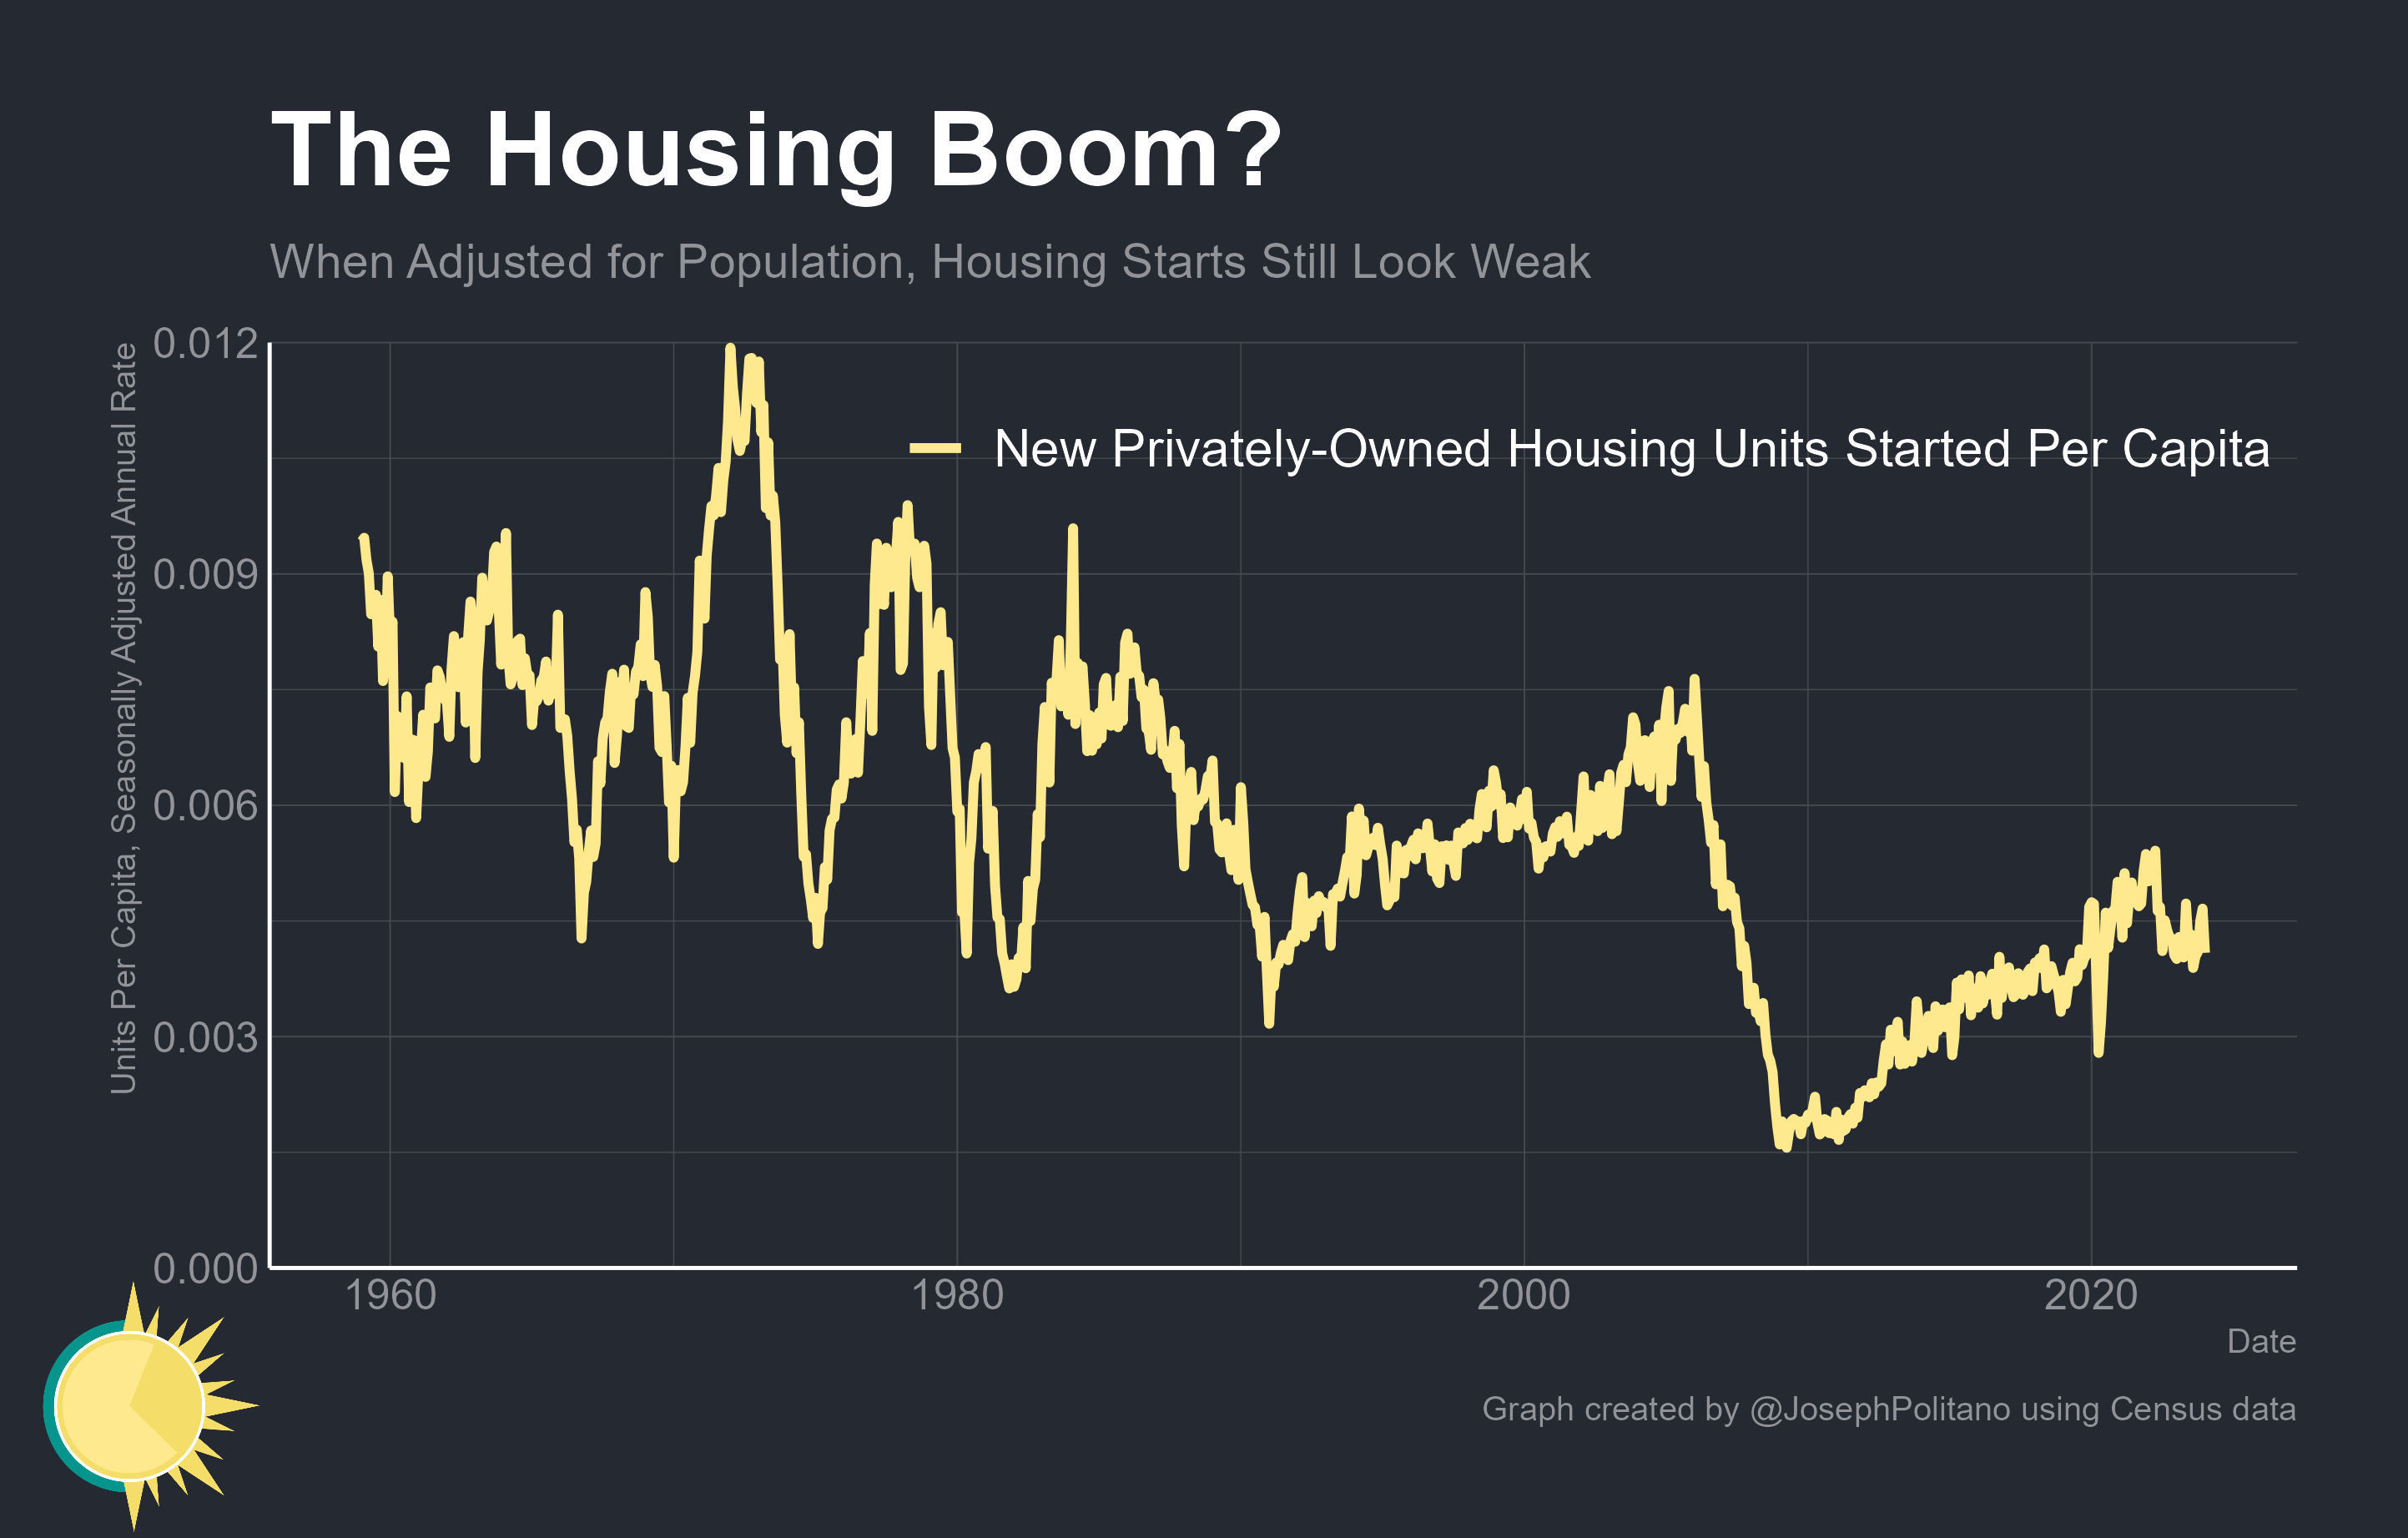 The Housing Boom?
When Adjusted for Population, Housing Starts Still Look Weak
Units Per Capita, Seasonally Adjusted Annual Rate
0.012
0.009
0.006
0.003
0.000
New Privately-Owned Housing Units Started Per Capita
1960
1980
2000
2020
Date
Graph created by @JosephPolitano using Census data